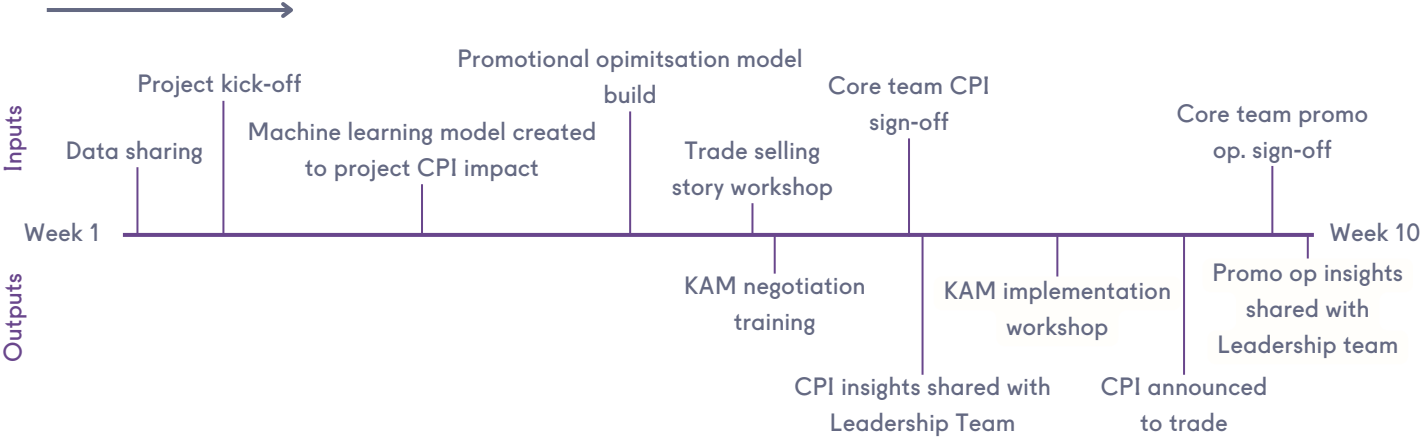 Inputs
Outputs
Week 1
Data sharing
Project kick-off
Machine learning model created
to project CPI impact
Promotional opimitsation model
build
Trade selling
story workshop
Core team CPI
sign-off
Core team promo
op. sign-off
Week 10
KAM negotiation
training
CPI insights shared with
Leadership Team
KAM implementation
workshop
CPI announced
to trade
Promo op insights
shared with
Leadership team